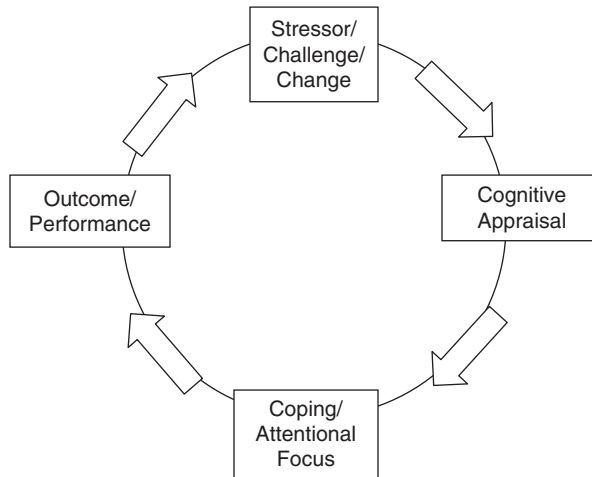 Stressor/
Challenge/
Change
Cognitive
Appraisal
Coping/
Attentional
Focus
Outcome/
Performance